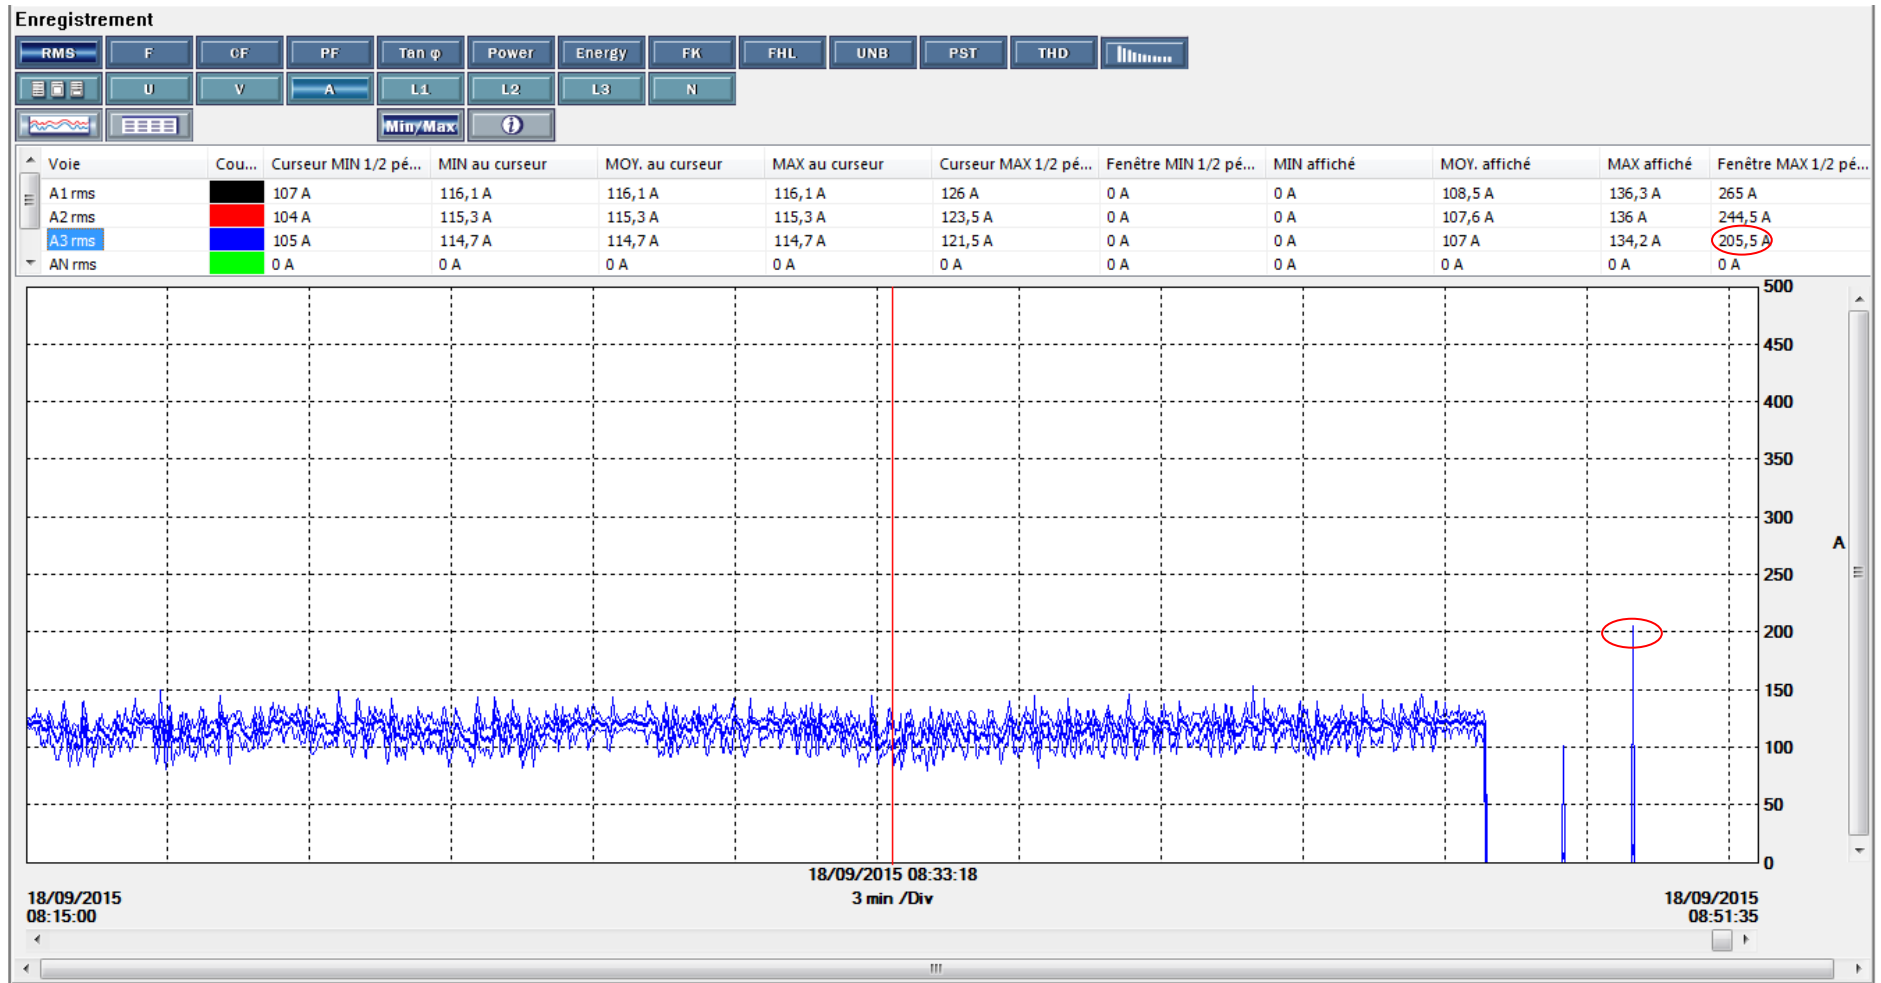 Enregistrement
RMS F CF PF Tan φ Power Energy FK FHL UNB PST THD
U V A L1 L2 L3 N
Min/Max
Voie Cou... Curseur MIN 1/2 pé... MIN au curseur MOY. au curseur MAX au curseur Curseur MAX 1/2 pé... Fenêtre MIN 1/2 pé... MIN affiché MOY. affiché MAX affiché Fenêtre MAX 1/2 pé...
A1 rms 107 A 116,1 A 116,1 A 116,1 A 126 A 0 A 0 A 108,5 A 136,3 A 265 A
A2 rms 104 A 115,3 A 115,3 A 115,3 A 123,5 A 0 A 0 A 107,6 A 136 A 244,5 A
A3 rms 105 A 114,7 A 114,7 A 114,7 A 121,5 A 0 A 0 A 107 A 134,2 A 205,5 A
AN rms 0 A 0 A 0 A 0 A 0 A 0 A 0 A 0 A 0 A 0 A
500
450
400
350
300
A
250
200
150
100
50
0
18/09/2015 08:33:18
18/09/2015 3 min /Div 18/09/2015
08:15:00 08:51:35